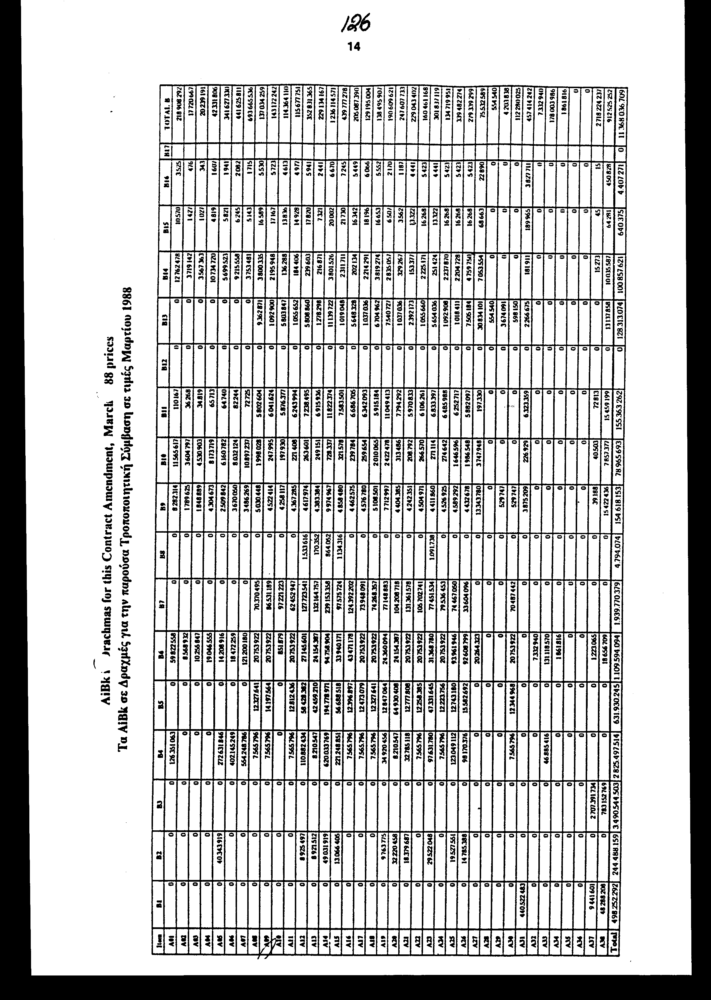 126
14
AiBk i Drachmas for this Contract Amendment, March 88 prices
Τα AiBk σε Δραχμές για την παρούσα Τροποποιητική Σύμβαση σε τιμές Μαρτίου 1988
Item B1 B2 B3 B4 B5 B6 B7 B8 B9 B10 B11 B12 B13 B14 B15 B16 B17 TOTAL B
A01 0 0 0 126 351 063 0 59 822 558 0 0 8 282 314 11 565 617 110 167 0 0 12 762 478 10 570 3 525 218 908 292
A02 0 0 0 0 0 8 568 932 0 0 1 789 625 3 604 797 36 268 0 0 3 719 142 1 427 476 17 720 667
A03 0 0 0 0 0 10 256 847 0 0 1 848 889 4 530 903 34 819 0 0 3 567 363 1 027 343 20 239 191
A04 0 0 0 0 0 19 046 555 0 0 4 304 673 8 173 719 65 713 0 0 10 734 720 4 819 1 607 42 331 806
A05 0 40 343 919 0 272 631 846 0 14 208 916 0 0 2 509 842 6 160 782 64 740 0 0 5 699 523 5 821 1 941 341 627 330
A06 0 0 0 402 145 249 0 18 472 259 0 0 3 670 050 8 032 124 82 244 0 0 9 215 558 6 245 2 082 441 625 811
A07 0 0 0 554 248 786 0 121 200 180 0 0 3 486 269 10 897 237 72 725 0 0 3 753 481 5 143 1 715 693 665 536
A08 0 0 0 7 565 796 12 327 641 20 753 922 70 370 495 0 5 030 448 1 998 028 5 802 604 0 9 362 871 3 800 335 16 589 5 530 137 034 259
A09 0 0 0 7 565 796 14 197 564 20 753 922 86 531 189 0 4 522 414 247 995 6 041 624 0 1 092 900 2 195 948 17 167 5 723 143 172 242
A10 0 0 0 0 0 851 879 97 221 223 0 4 258 117 197 930 5 876 377 0 5 803 847 136 288 13 836 4 613 114 364 110
A11 0 0 0 7 565 796 12 812 436 20 753 922 62 452 947 0 4 367 285 221 408 6 243 994 0 1 055 652 184 406 14 928 4 977 115 677 751
A12 0 8 925 497 0 110 882 434 58 428 382 27 145 601 127 723 541 1 533 616 4 617 974 263 601 7 238 495 0 5 808 860 239 603 17 820 5 941 352 831 365
A13 0 8 921 512 0 8 210 547 42 459 210 24 154 387 132 164 757 170 352 4 383 384 249 151 6 915 936 0 1 278 298 216 871 7 321 2 441 229 134 167
A14 0 49 031 919 0 620 033 769 194 778 971 94 758 904 239 153 358 864 062 9 974 967 728 337 11 822 374 0 11 139 722 3 801 526 20 002 6 670 1 236 114 571
A15 0 13 066 405 0 221 248 851 56 688 518 33 940 171 97 575 724 1 134 316 4 858 480 321 578 7 583 501 0 1 019 048 2 311 711 21 730 7 245 439 777 278
A16 0 0 0 7 565 796 12 396 897 43 471 178 124 392 202 0 4 462 575 239 784 6 686 706 0 5 648 328 202 134 16 342 5 449 205 087 390
A17 0 0 0 7 565 796 12 473 079 20 753 922 73 948 091 0 4 576 780 259 654 6 342 093 0 1 037 036 2 214 291 18 196 6 066 129 195 004
A18 0 0 0 7 565 796 12 327 641 20 753 922 74 268 357 0 5 108 501 2 010 065 5 915 184 0 6 704 962 3 819 274 16 653 5 552 138 495 907
A19 0 9 763 775 0 34 920 456 12 847 064 24 360 094 77 148 883 0 7 712 997 2 422 478 11 049 413 0 7 540 727 2 835 057 6 507 2 170 190 609 621
A20 0 32 220 458 0 8 210 547 64 930 408 24 154 387 104 208 718 0 4 404 385 313 486 7 794 292 0 1 037 036 329 267 3 562 1 187 247 607 733
A21 0 18 379 687 0 32 785 118 12 777 808 20 753 922 131 361 578 0 4 242 351 208 792 5 970 833 0 2 392 173 153 377 13 322 4 441 229 043 402
A22 0 0 0 7 565 796 12 258 385 20 753 922 105 702 741 0 4 504 971 266 570 6 106 261 0 1 065 660 2 225 171 16 268 5 423 160 461 168
A23 0 29 522 048 0 97 631 780 47 331 645 31 368 780 77 451 534 1.091.738 4 411 860 271 114 6 833 397 0 5 654 036 251 424 13 322 4 441 301 837 119
A24 0 0 0 7 565 796 12 223 756 20 753 922 79 536 453 0 4 526 925 274 642 6 485 988 0 1 092 908 2 237 870 16 268 5 423 134 719 951
A25 0 19 527 551 0 123 049 112 12 743 180 93 961 946 74 467 050 0 4 589 292 1 646 596 6 252 717 0 1 018 411 2 204 728 16 268 5 423 339 482 274
A26 0 14 785 388 0 98 170 376 15 582 692 92 608 799 33 604 096 0 4 432 678 1 986 548 5 882 097 0 7 505 184 4 759 750 16 268 5 423 279 339 299
A27 0 0 0 0 0 20 264 323 0 0 13 343 780 3 747 948 197 330 0 30 834 101 7 053 554 68 663 22 890 75 532 589
A28 0 0 0 0 0 0 0 0 0 0 0 0 554 540 0 0 0 554 540
A29 0 0 0 0 0 0 0 0 529 747 0 0 0 3 674 091 0 0 0 4 203 838
A30 0 0 0 7 565 796 12 344 968 20 753 922 70 487 442 0 529 747 0 0 0 598 150 0 0 0 112 280 025
A31 440 522 483 0 0 0 0 0 0 0 3 875 209 226 929 6 323 359 0 2 266 675 181 911 189 965 3 827 711 457 414 242
A32 0 0 0 0 0 7 332 940 0 0 0 0 0 0 0 0 0 0 7 332 940
A33 0 0 0 46 885 416 0 131 118 570 0 0 0 0 0 0 0 0 0 0 178 003 986
A34 0 0 0 0 0 1 861 816 0 0 0 0 0 0 0 0 0 0 1 861 816
A35 0 0 0 0 0 0 0 0 0 0 0 0 0 0 0 0 0
A36 0 0 0 0 0 0 0 0 0 0 0 0 0 0 0 0 0
A37 9 441 601 0 2 707 391 734 0 0 1 223 065 0 0 39 188 40 503 72 813 0 0 15 273 45 15 2 718 224 237
A38 48 288 208 0 783 152 769 0 0 18 656 709 0 0 15 422 436 7 857 377 15 459 199 0 13 137 858 10 035 587 64 281 450 828 912 525 252
Total 498 252 292 244 488 159 3.490.544.503 2 825.497.514 631.930.245 1.109.594.094 1.939.770.379 4.794.074 154.618.153 78.965.693 155.363 262 0 128.313.074 100 857.621 640.375 4.407.271 0 11 368 036.709